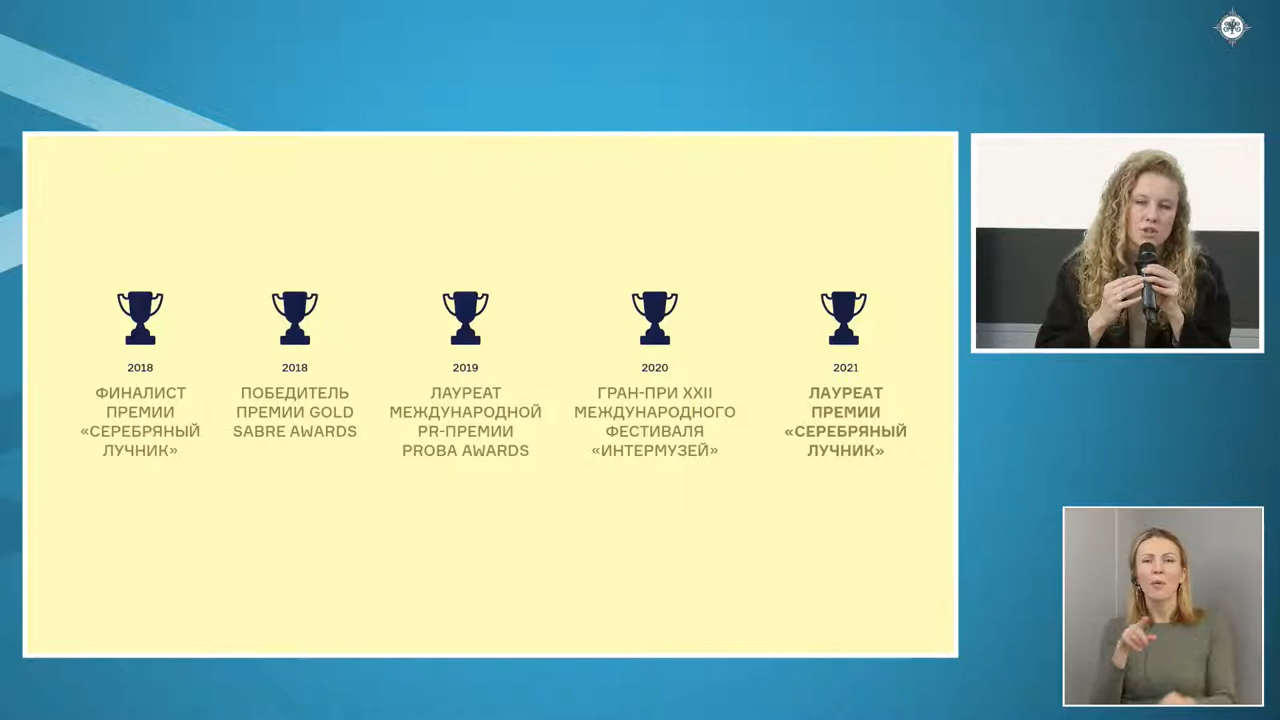 2018
ФИНАЛИСТ
ПРЕМИИ
«СЕРЕБРЯНЫЙ
ЛУЧНИК»
2018
ПОБЕДИТЕЛЬ
ПРЕМИИ GOLD
SABRE AWARDS
2019
ЛАУРЕАТ
МЕЖДУНАРОДНОЙ
PR-ПРЕМИИ
PROBA AWARDS
2020
ГРАН-ПРИ XXII
МЕЖДУНАРОДНОГО
ФЕСТИВАЛЯ
«ИНТЕРМУЗЕЙ»
2021
ЛАУРЕАТ
ПРЕМИИ
«СЕРЕБРЯНЫЙ
ЛУЧНИК»